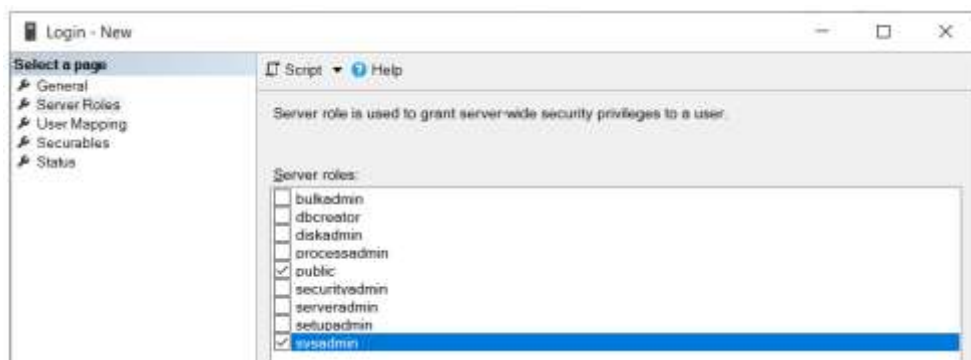 Login - New
Select a page
General
Server Roles
User Mapping
Securables
Status
Script Help
Server role is used to grant server-wide security privileges to a user.
Server roles:
bulkadmin
dbcreator
diskadmin
processadmin
public
securityadmin
serveradmin
setupadmin
sysadmin